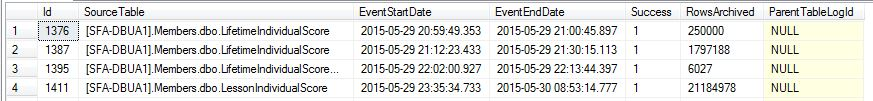 Id SourceTable EventStartDate EventEndDate Success RowsArchived ParentTableLogId
1 1376 [SFA-DBUA1].Members.dbo.LifetimeIndividualScore 2015-05-29 20:59:49.353 2015-05-29 21:00:45.897 1 250000 NULL
2 1387 [SFA-DBUA1].Members.dbo.LifetimeIndividualScore 2015-05-29 21:12:23.433 2015-05-29 21:30:15.113 1 1797188 NULL
3 1395 [SFA-DBUA1].Members.dbo.LifetimeIndividualScore... 2015-05-29 22:02:00.927 2015-05-29 22:13:44.397 1 6027 NULL
4 1411 [SFA-DBUA1].Members.dbo.LessonIndividualScore 2015-05-29 23:35:34.733 2015-05-30 08:53:14.777 1 21184978 NULL